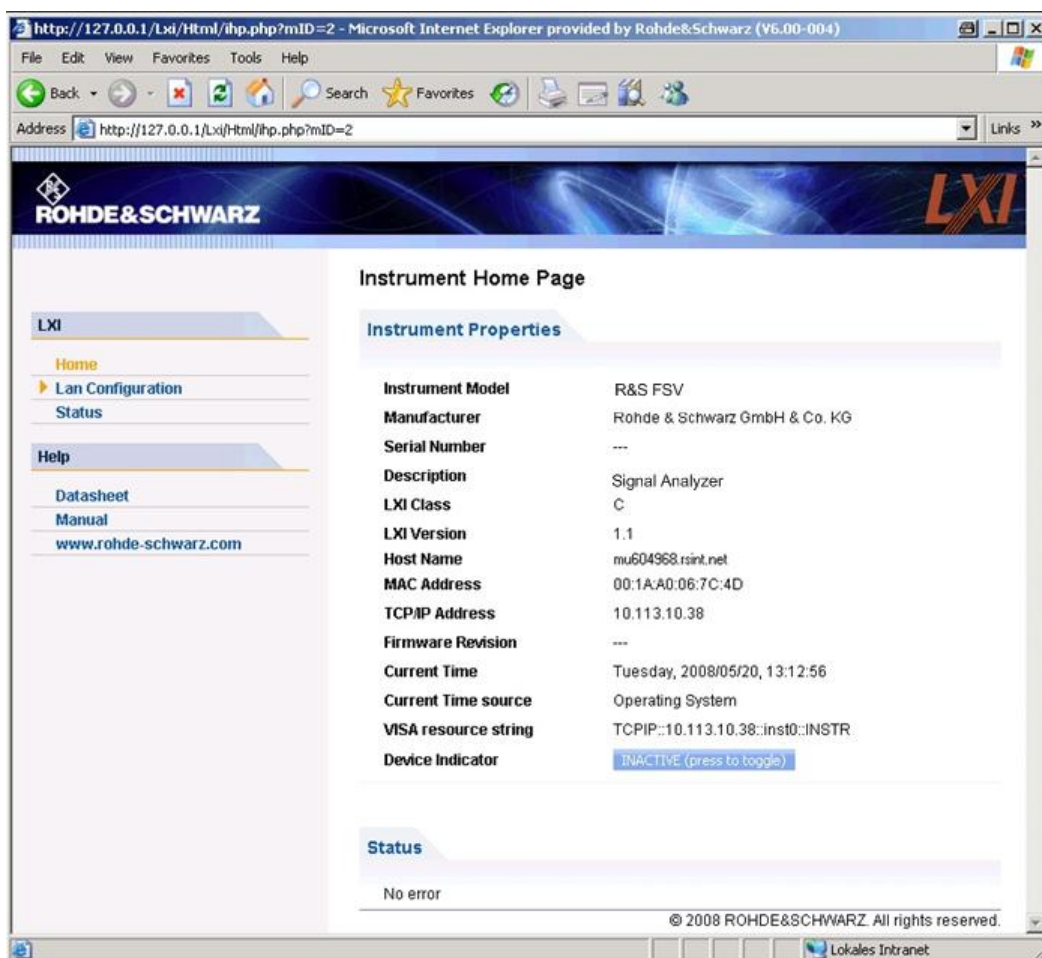 http://127.0.0.1/Lxi/Html/ihp.php?mID=2 - Microsoft Internet Explorer provided by Rohde&Schwarz (V6.00-004)
File Edit View Favorites Tools Help
Back Search Favorites
Address http://127.0.0.1/Lxi/Html/ihp.php?mID=2 Links »
ROHDE&SCHWARZ LXI
Instrument Home Page
LXI
Home
Lan Configuration
Status
Help
Datasheet
Manual
www.rohde-schwarz.com
Instrument Properties
Instrument Model R&S FSV
Manufacturer Rohde & Schwarz GmbH & Co. KG
Serial Number ---
Description Signal Analyzer
LXI Class C
LXI Version 1.1
Host Name mu604968.rsint.net
MAC Address 00:1A:A0:06:7C:4D
TCP/IP Address 10.113.10.38
Firmware Revision ---
Current Time Tuesday, 2008/05/20, 13:12:56
Current Time source Operating System
VISA resource string TCPIP::10.113.10.38::inst0::INSTR
Device Indicator INACTIVE (press to toggle)
Status
No error
© 2008 ROHDE&SCHWARZ. All rights reserved.
Lokales Intranet